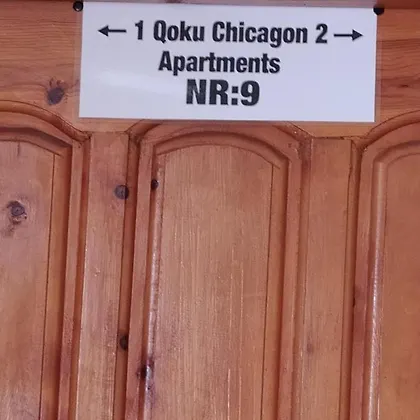 ← 1 Qoku Chicagon 2 →
Apartments
NR:9